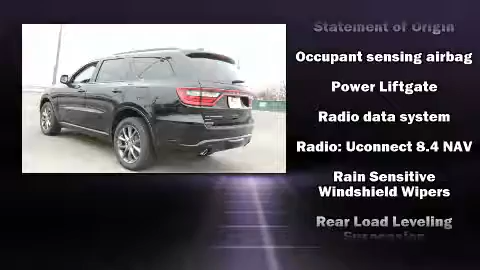 Statement of Origin
Occupant sensing airbag
Power Liftgate
Radio data system
Radio: Uconnect 8.4 NAV
Rain Sensitive
Windshield Wipers
Rear Load Leveling
Suspension